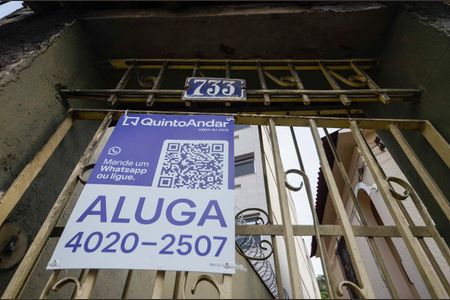 733
QuintoAndar
Mande um
Whatsapp
ou ligue.
ALUGA
4020-2507